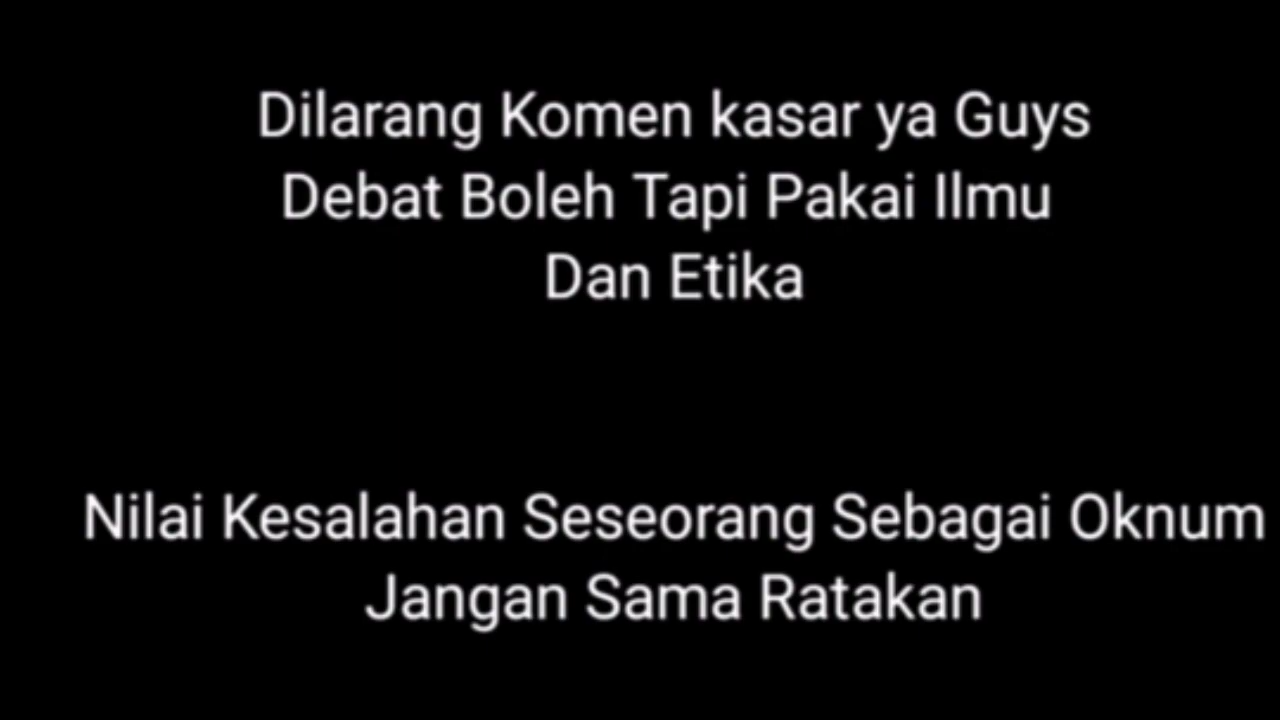 Dilarang Komen kasar ya Guys
Debat Boleh Tapi Pakai Ilmu
Dan Etika
Nilai Kesalahan Seseorang Sebagai Oknum
Jangan Sama Ratakan